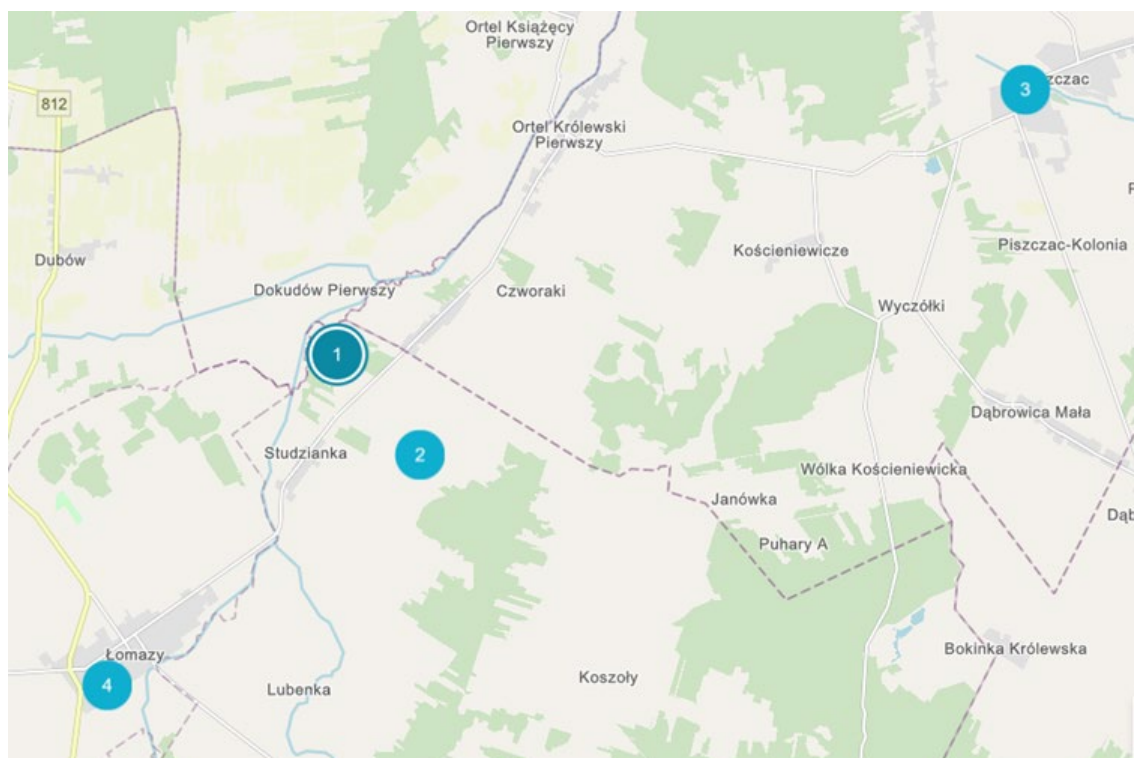 Ortel Książęcy
Pierwszy
3
zczac
812
Ortel Królewski
Pierwszy
Dubów
Kościeniewicze
Piszczac-Kolonia
Dokudów Pierwszy
Czworaki
Wyczółki
1
Dąbrowica Mała
Studzianka
2
Wólka Kościeniewicka
Janówka
Dąb
Puhary A
Łomazy
Bokinka Królewska
4
Lubenka
Koszoły